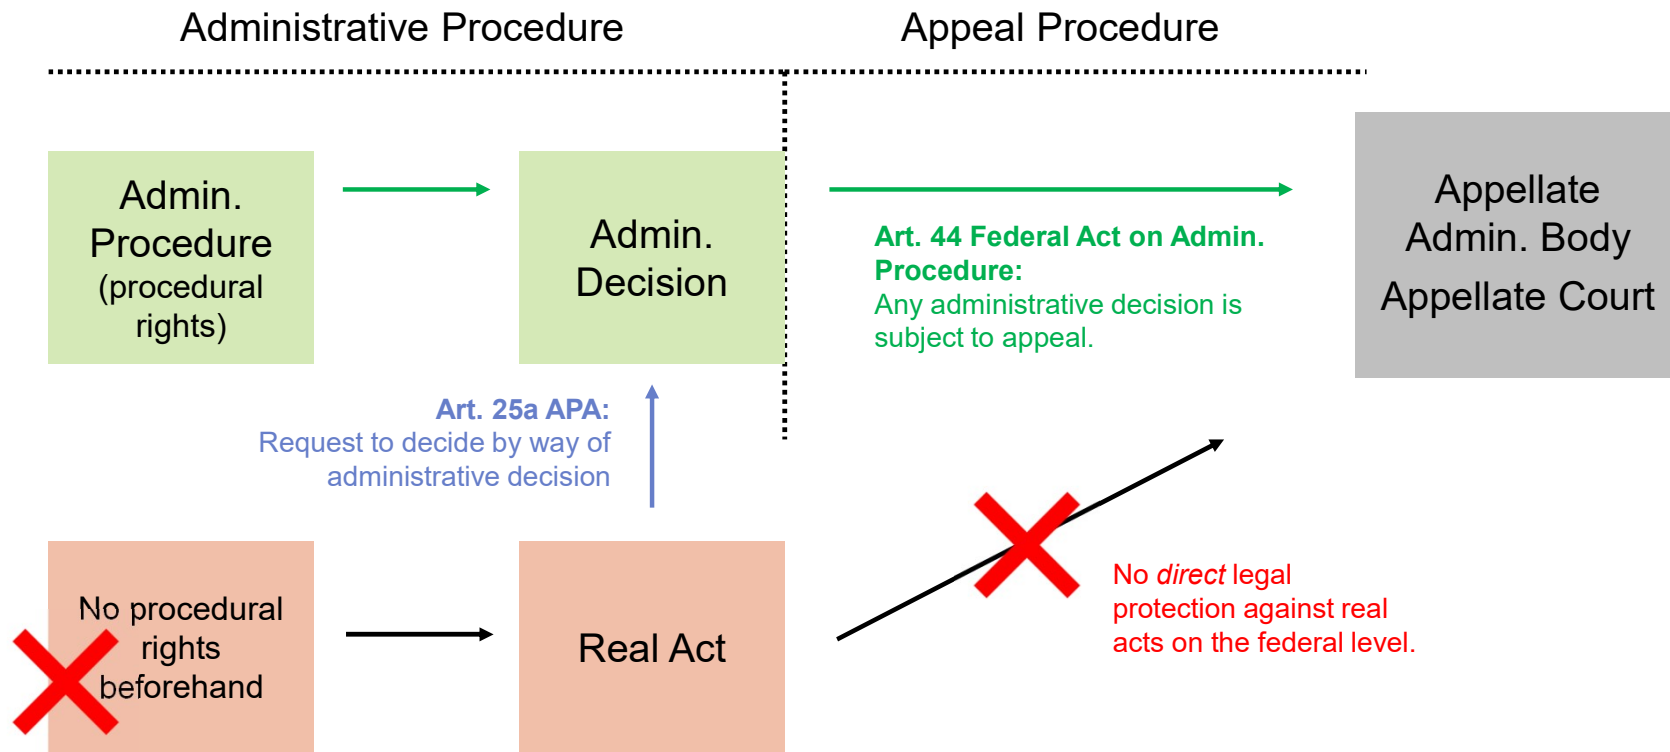 Administrative Procedure
Appeal Procedure
Admin.
Procedure
(procedural
rights)
Admin.
Decision
Art. 44 Federal Act on Admin.
Procedure:
Any administrative decision is
subject to appeal.
Appellate
Admin. Body
Appellate Court
Art. 25a APA:
Request to decide by way of
administrative decision
No procedural
rights
beforehand
Real Act
No direct legal
protection against real
acts on the federal level.